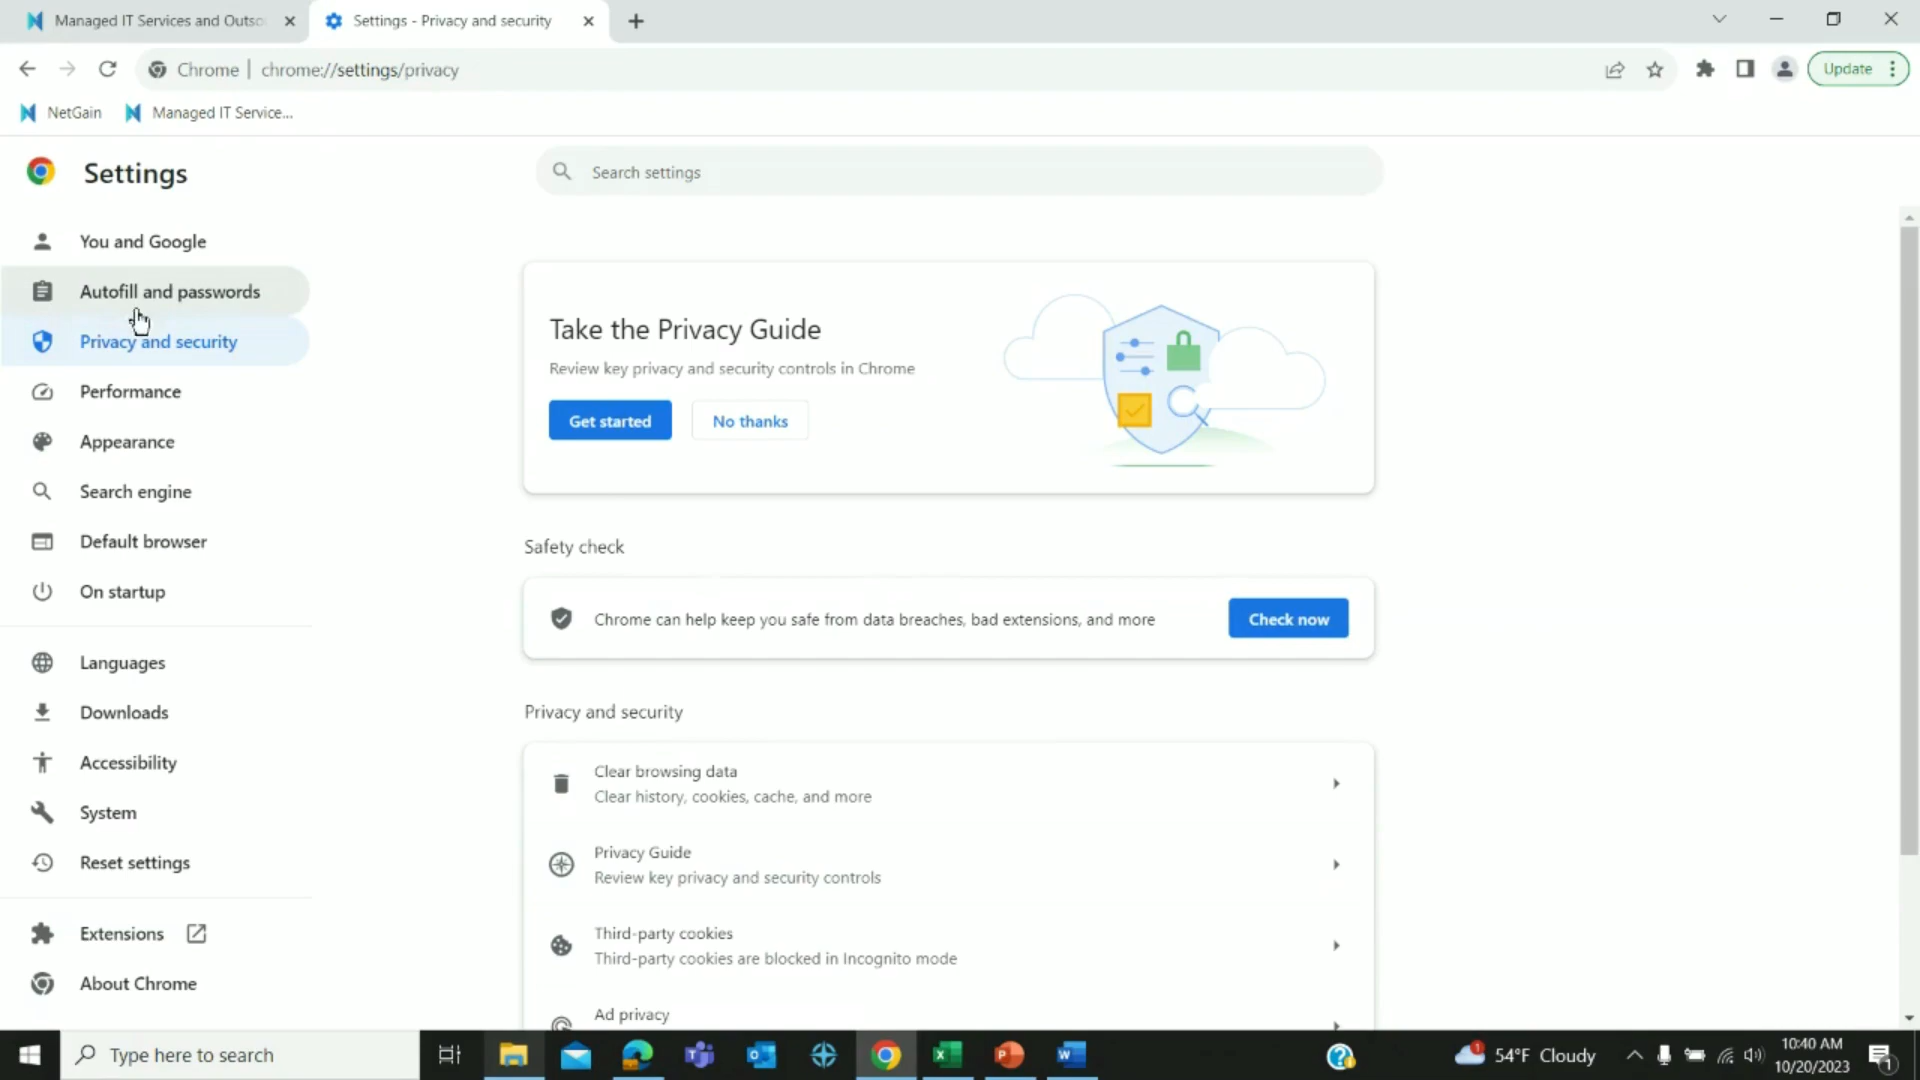 Managed IT Services and Outso
Settings - Privacy and security
Chrome
chrome://settings/privacy
Update
NetGain
Managed IT Service...
Settings
Search settings
You and Google
Autofill and passwords
Privacy and security
Performance
Appearance
Search engine
Default browser
On startup
Languages
Downloads
Accessibility
System
Reset settings
Extensions
About Chrome
Take the Privacy Guide
Review key privacy and security controls in Chrome
Get started
No thanks
Safety check
Chrome can help keep you safe from data breaches, bad extensions, and more
Check now
Privacy and security
Clear browsing data
Clear history, cookies, cache, and more
Privacy Guide
Review key privacy and security controls
Third-party cookies
Third-party cookies are blocked in Incognito mode
Ad privacy
Type here to search
54°F Cloudy
10:40 AM
10/20/2023